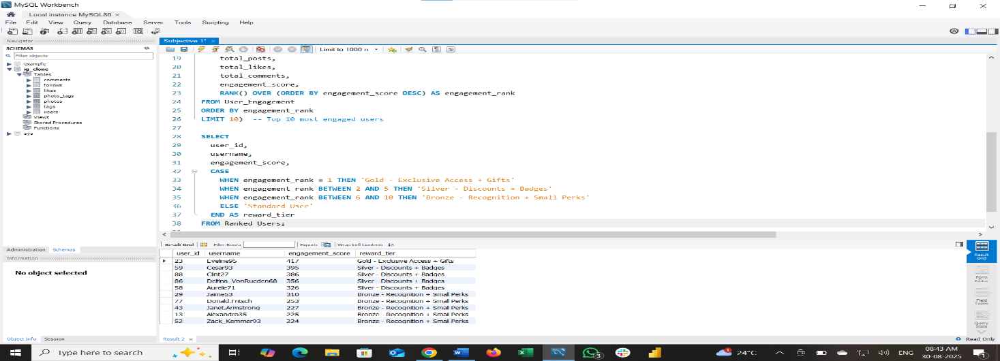 MySQL Workbench
Local instance MySQL80 ×
File Edit View Query Database Server Tools Scripting Help
Navigator
SCHEMAS
Filter objects
example
ig_clone
Tables
comments
follows
likes
photo_tags
photos
tags
users
Views
Stored Procedures
Functions
sys
Administration Schemas
Information
No object selected
Object Info Session
Subjective 1* ×
Limit to 1000 r
19 total_posts,
20 total_likes,
21 total_comments,
22 engagement_score,
23 RANK() OVER (ORDER BY engagement_score DESC) AS engagement_rank
24 FROM User_Engagement
25 ORDER BY engagement_rank
26 LIMIT 10) -- Top 10 most engaged users
27
28 SELECT
29 user_id,
30 username,
31 engagement_score,
32 CASE
33 WHEN engagement_rank = 1 THEN 'Gold - Exclusive Access + Gifts'
34 WHEN engagement_rank BETWEEN 2 AND 5 THEN 'Silver - Discounts + Badges'
35 WHEN engagement_rank BETWEEN 6 AND 10 THEN 'Bronze - Recognition + Small Perks'
36 ELSE 'Standard User'
37 END AS reward_tier
38 FROM Ranked_Users;
Result Grid Filter Rows: Export: Wrap Cell Content:
user_id username engagement_score reward_tier
23 Eveline95 417 Gold - Exclusive Access + Gifts
59 Cesar93 395 Silver - Discounts + Badges
88 Clint27 386 Silver - Discounts + Badges
86 Delfina_VonRueden68 356 Silver - Discounts + Badges
58 Aurelie71 326 Silver - Discounts + Badges
29 Jaime53 310 Bronze - Recognition + Small Perks
77 Donald.Fritsch 253 Bronze - Recognition + Small Perks
43 Janet.Armstrong 227 Bronze - Recognition + Small Perks
13 Alexandro35 225 Bronze - Recognition + Small Perks
52 Zack_Kemmer93 224 Bronze - Recognition + Small Perks
Result Grid
Form Editor
Field Types
Query Stats
Result 2 ×
Read Only
Type here to search
3
1
24°C
ENG
08:43 AM
30-08-2025
1